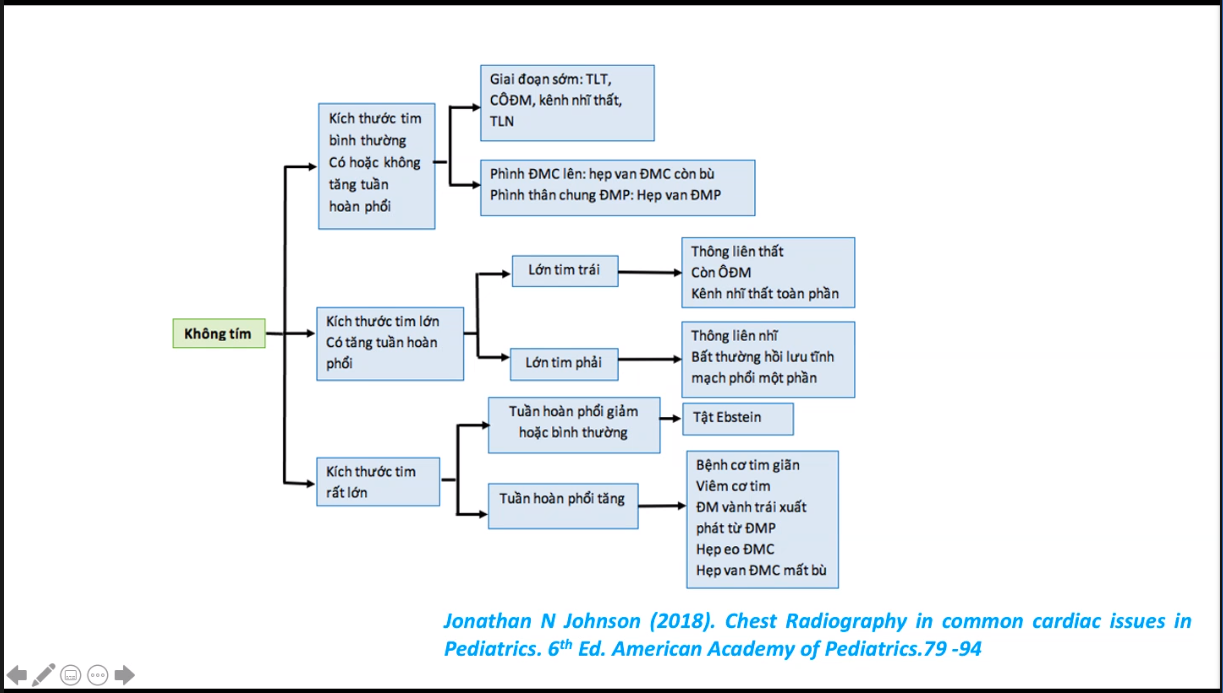 Không tím
Kích thước tim
bình thường
Có hoặc không
tăng tuần
hoàn phổi
Giai đoạn sớm: TLT,
CÔĐM, kênh nhĩ thất,
TLN
Phình ĐMC lên: hẹp van ĐMC còn bù
Phình thân chung ĐMP: Hẹp van ĐMP
Kích thước tim lớn
Có tăng tuần hoàn
phổi
Lớn tim trái
Thông liên thất
Còn ÔĐM
Kênh nhĩ thất toàn phần
Lớn tim phải
Thông liên nhĩ
Bất thường hồi lưu tĩnh
mạch phổi một phần
Kích thước tim
rất lớn
Tuần hoàn phổi giảm
hoặc bình thường
Tật Ebstein
Tuần hoàn phổi tăng
Bệnh cơ tim giãn
Viêm cơ tim
ĐM vành trái xuất
phát từ ĐMP
Hẹp eo ĐMC
Hẹp van ĐMC mất bù
Jonathan N Johnson (2018). Chest Radiography in common cardiac issues in
Pediatrics. 6th Ed. American Academy of Pediatrics.79 -94